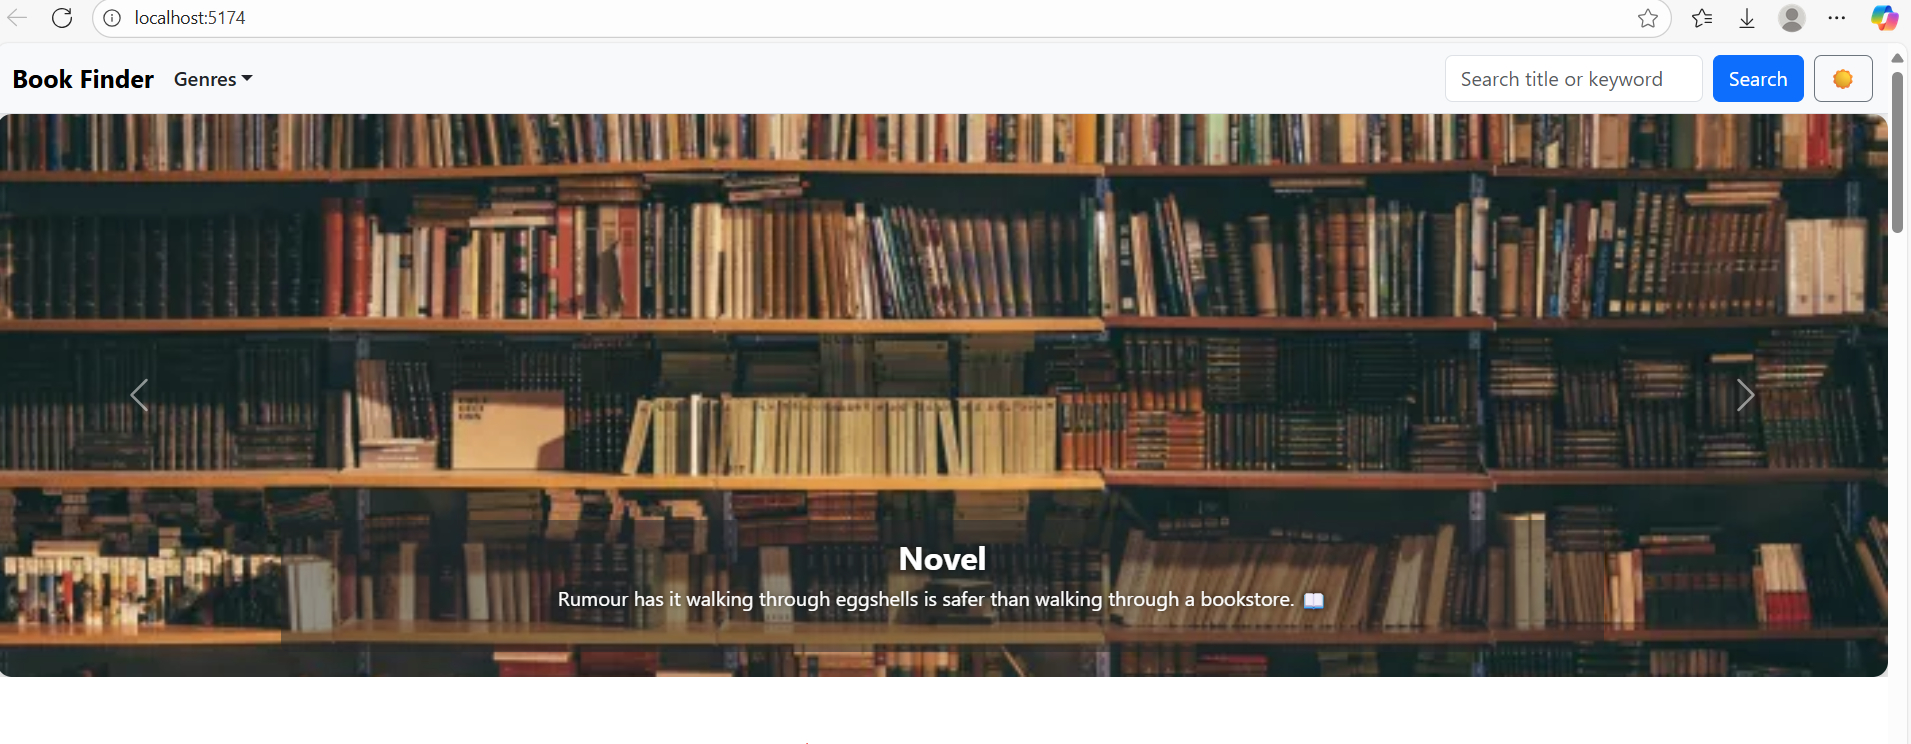 localhost:5174
Book Finder Genres Search title or keyword Search
Novel
Rumour has it walking through eggshells is safer than walking through a bookstore. 📖